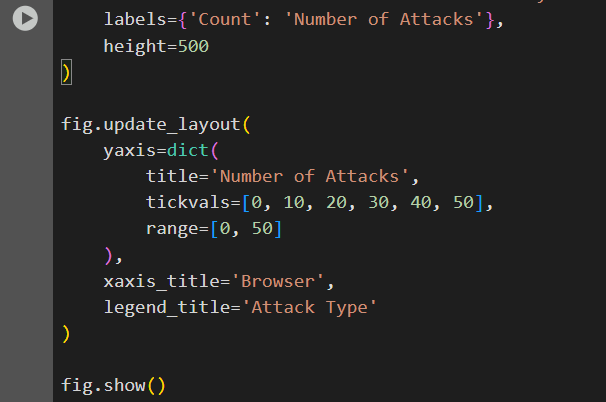 labels={'Count': 'Number of Attacks'},
height=500
)
fig.update_layout(
yaxis=dict(
title='Number of Attacks',
tickvals=[0, 10, 20, 30, 40, 50],
range=[0, 50]
),
xaxis_title='Browser',
legend_title='Attack Type'
)
fig.show()